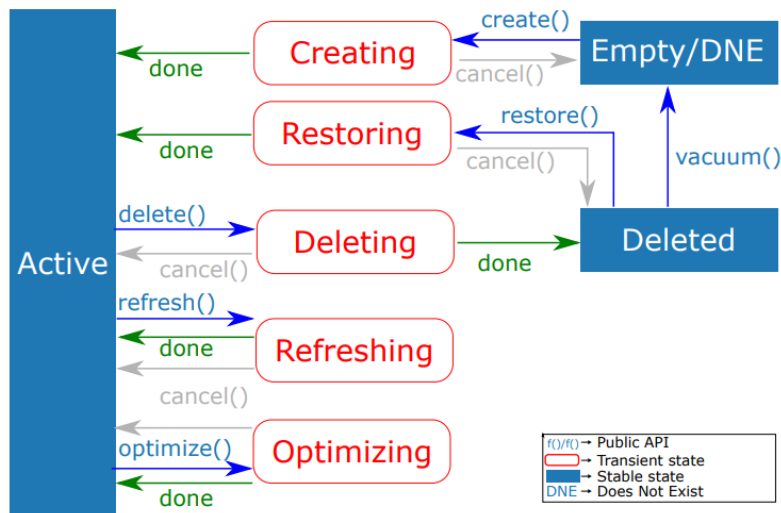 create()
Creating
Empty/DNE
done
cancel()
restore()
Restoring
done
cancel()
vacuum()
delete()
Deleting
Deleted
Active
cancel()
done
refresh()
done
Refreshing
cancel()
optimize()
Optimizing
done
f()/f() → Public API
→ Transient state
→ Stable state
DNE → Does Not Exist